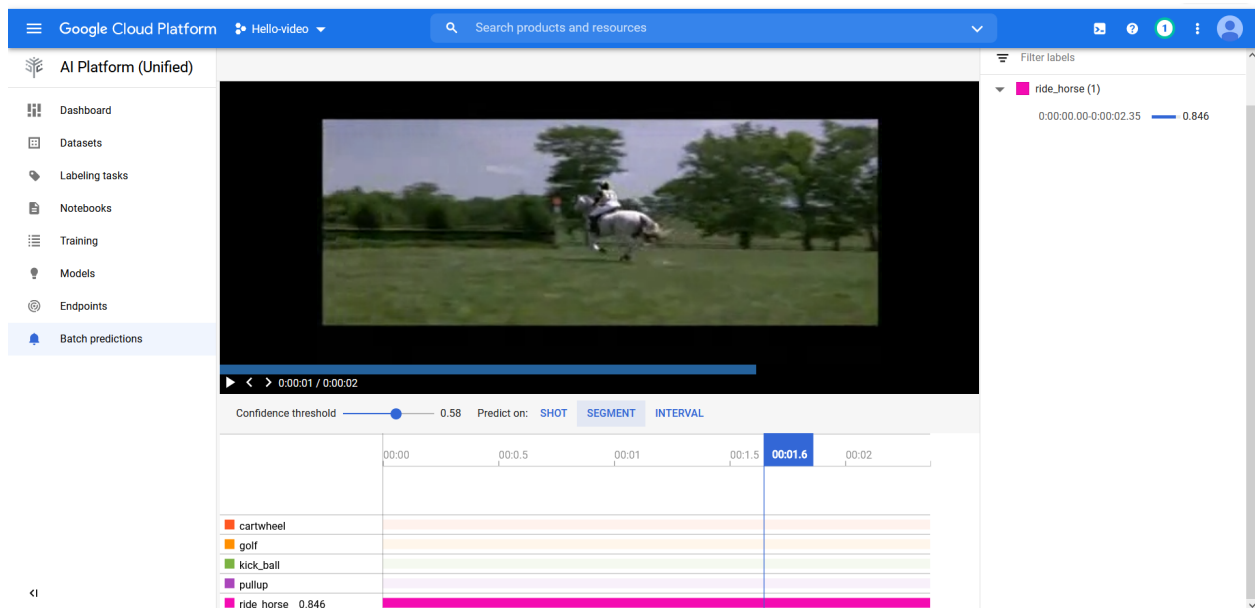 Google Cloud Platform
Hello-video
Search products and resources
1
AI Platform (Unified)
Dashboard
Datasets
Labeling tasks
Notebooks
Training
Models
Endpoints
Batch predictions
0:00:01 / 0:00:02
Confidence threshold 0.58 Predict on: SHOT SEGMENT INTERVAL
00:00 00:0.5 00:01 00:1.5 00:01.6 00:02
cartwheel
golf
kick_ball
pullup
ride_horse 0.846
Filter labels
ride_horse (1)
0:00:00.00-0:00:02.35 0.846